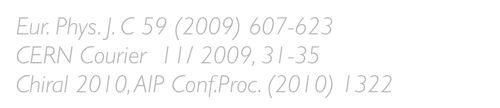 Eur. Phys. J. C 59 (2009) 607-623
CERN Courier 11/ 2009, 31-35
Chiral 2010, AIP Conf.Proc. (2010) 1322